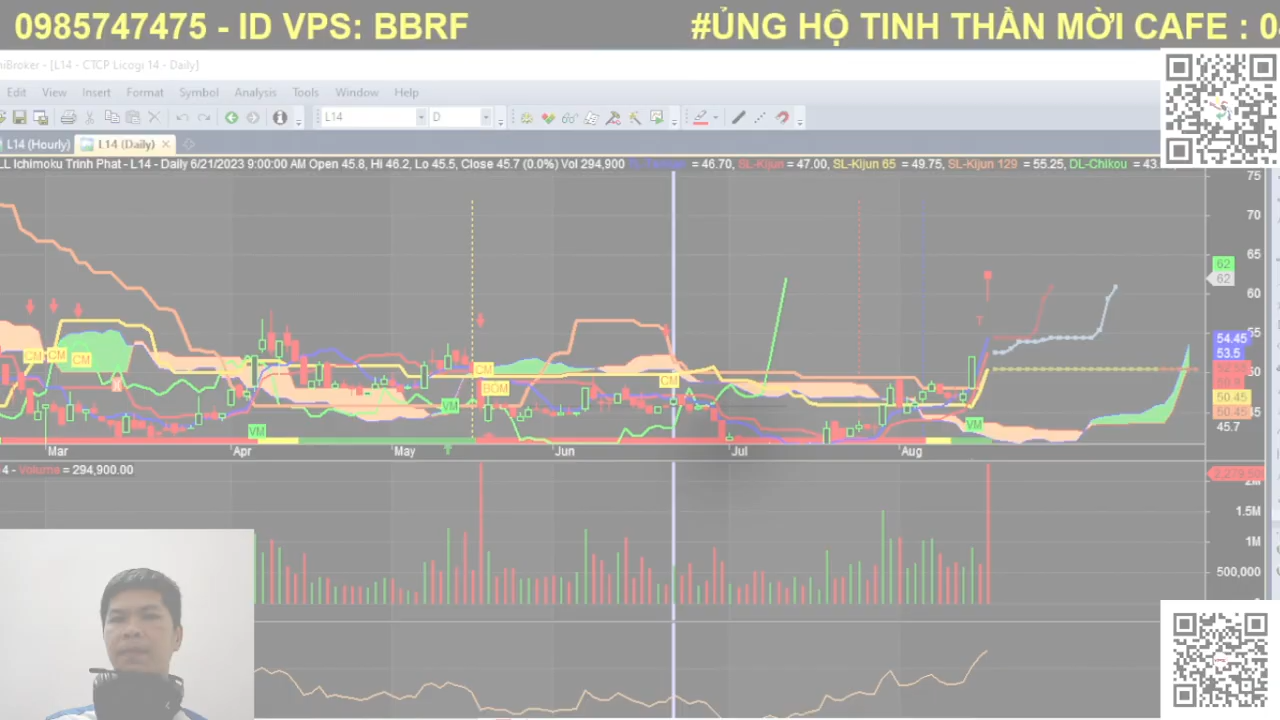 0985747475 - ID VPS: BBRF #ỦNG HỘ TINH THẦN MỜI CAFE : 0
iBroker - [L14 - CTCP Licogi 14 - Daily]
Edit View Insert Format Symbol Analysis Tools Window Help
L14 D
L14 (Hourly) L14 (Daily)
LL Ichimoku Trinh Phat - L14 - Daily 6/21/2023 9:00:00 AM Open 45.8, Hi 46.2, Lo 45.5, Close 45.7 (0.0%) Vol 294,900 = 46.70, SL-Kijun = 47.00, SL-Kijun 65 = 49.75, SL-Kijun 129 = 55.25, DL-Chikou = 43.
75
70
65
62
62
60
55
54.45
53.5
50
50.45
50.45
45
45.7
CM CM CM
CM
BOM
CM
VM
VM
VM
Mar Apr May Jun Jul Aug
4 - Volume = 294,900.00
2M
1.5M
1M
500,000